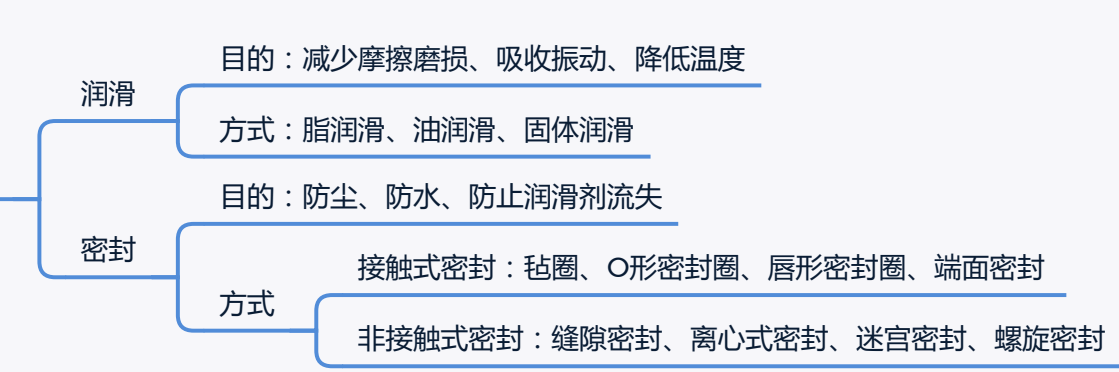 润滑
目的：减少摩擦磨损、吸收振动、降低温度
方式：脂润滑、油润滑、固体润滑
密封
目的：防尘、防水、防止润滑剂流失
方式
接触式密封：毡圈、O形密封圈、唇形密封圈、端面密封
非接触式密封：缝隙密封、离心式密封、迷宫密封、螺旋密封